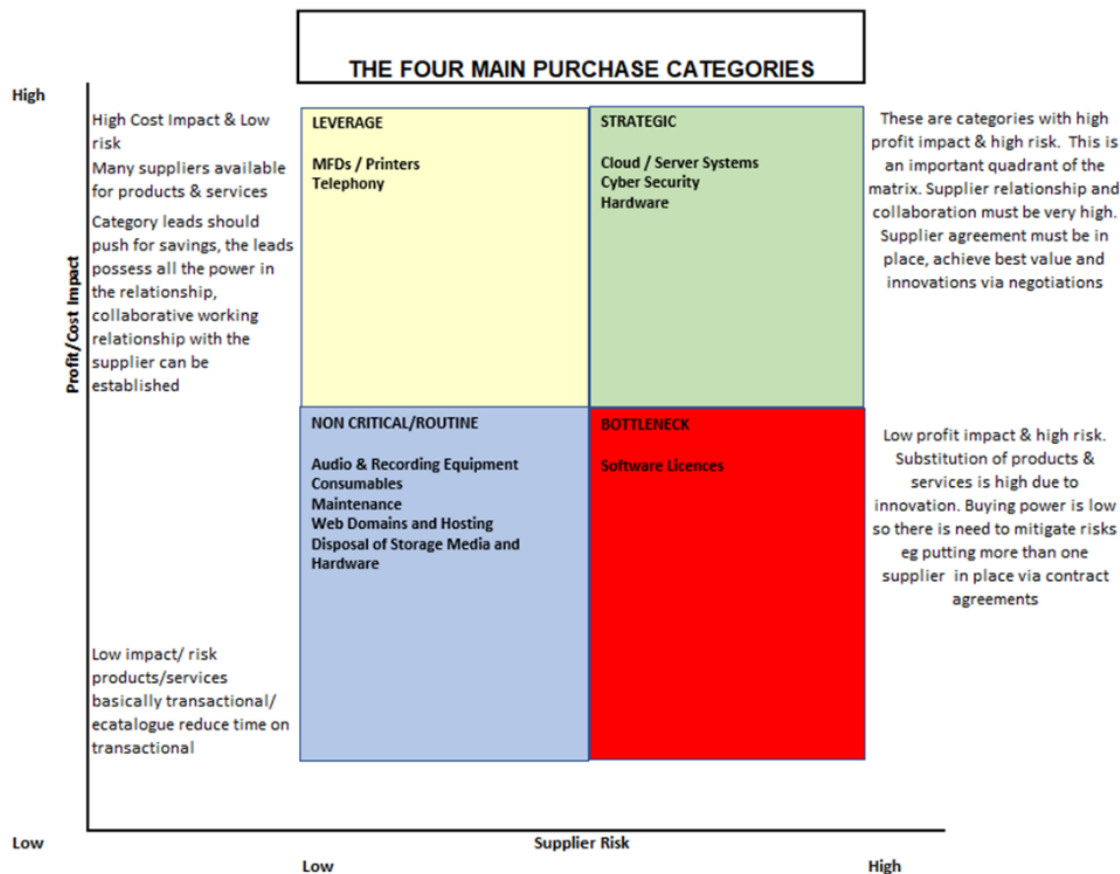 THE FOUR MAIN PURCHASE CATEGORIES
High
Profit/Cost Impact
High Cost Impact & Low
risk
Many suppliers available
for products & services
Category leads should
push for savings, the leads
possess all the power in
the relationship,
collaborative working
relationship with the
supplier can be
established
LEVERAGE
MFDs / Printers
Telephony
STRATEGIC
Cloud / Server Systems
Cyber Security
Hardware
These are categories with high
profit impact & high risk.  This is
an important quadrant of the
matrix. Supplier relationship and
collaboration must be very high.
Supplier agreement must be in
place, achieve best value and
innovations via negotiations
Low impact/ risk
products/services
basically transactional/
ecatalogue reduce time on
transactional
NON CRITICAL/ROUTINE
Audio & Recording Equipment
Consumables
Maintenance
Web Domains and Hosting
Disposal of Storage Media and
Hardware
BOTTLENECK
Software Licences
Low profit impact & high risk.
Substitution of products &
services is high due to
innovation. Buying power is low
so there is need to mitigate risks
eg putting more than one
supplier  in place via contract
agreements
Low
Supplier Risk
Low
High